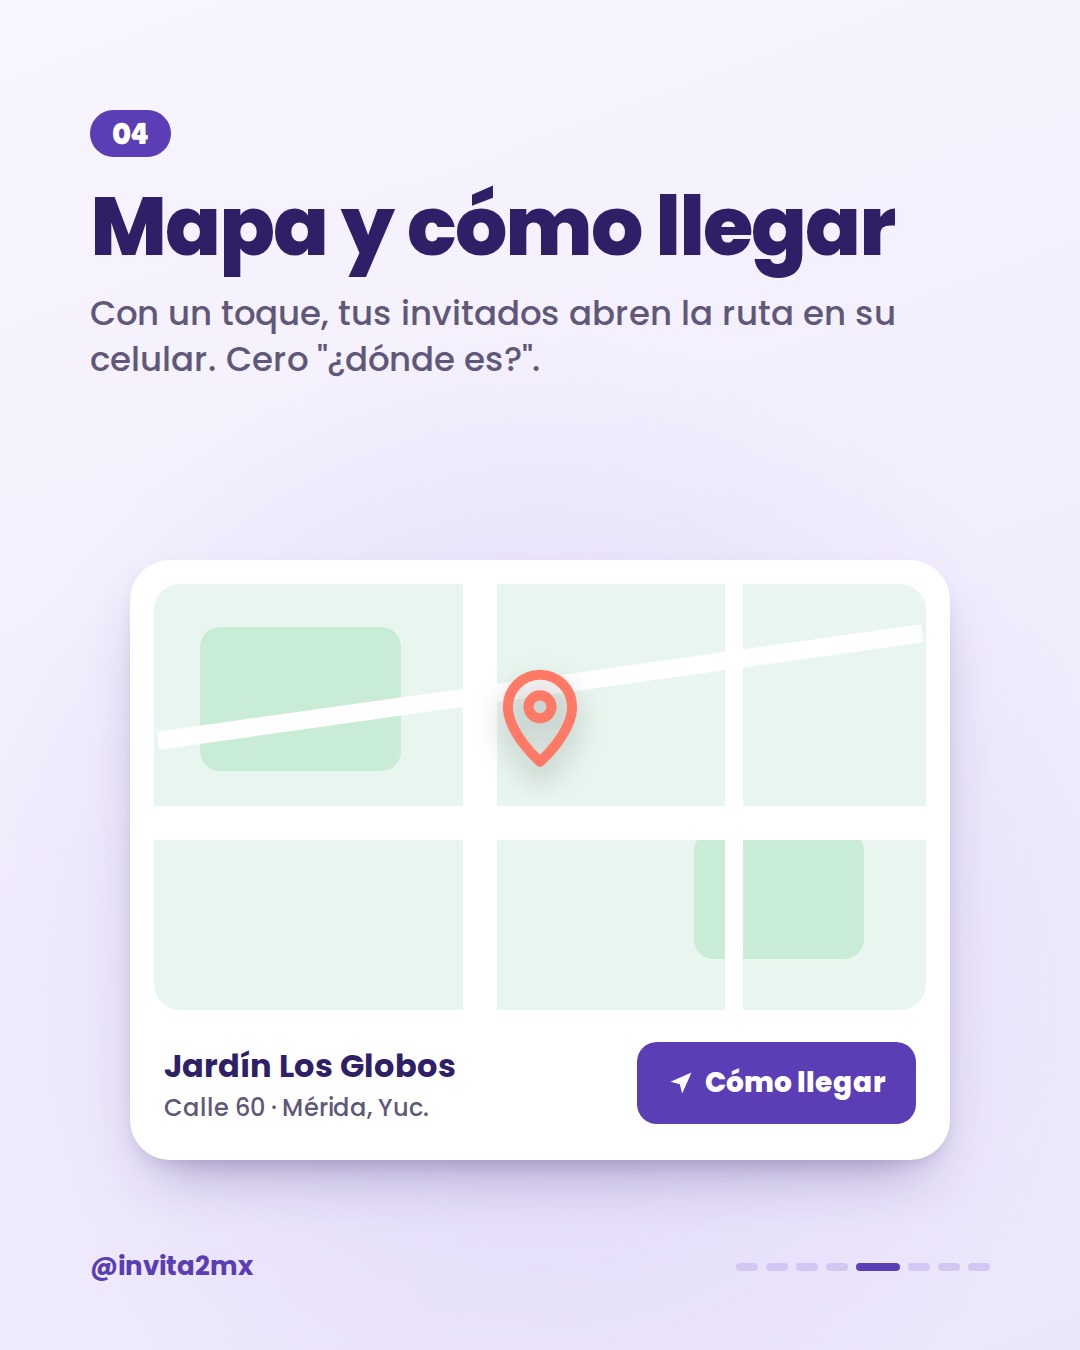 04
Mapa y cómo llegar
Con un toque, tus invitados abren la ruta en su
celular. Cero "¿dónde es?".
Jardín Los Globos
Calle 60 · Mérida, Yuc.
Cómo llegar
@invita2mx